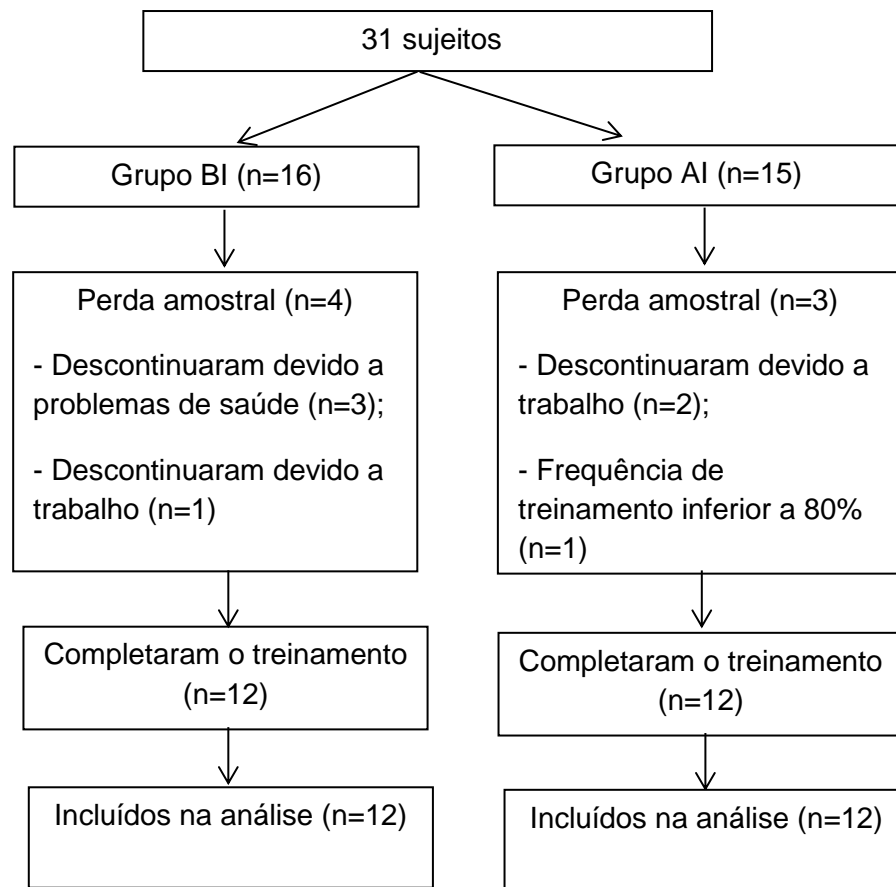 31 sujeitos
Grupo BI (n=16)
Grupo AI (n=15)
Perda amostral (n=4)
- Descontinuaram devido a
problemas de saúde (n=3);
- Descontinuaram devido a
trabalho (n=1)
Perda amostral (n=3)
- Descontinuaram devido a
trabalho (n=2);
- Frequência de
treinamento inferior a 80%
(n=1)
Completaram o treinamento
(n=12)
Completaram o treinamento
(n=12)
Incluídos na análise (n=12)
Incluídos na análise (n=12)